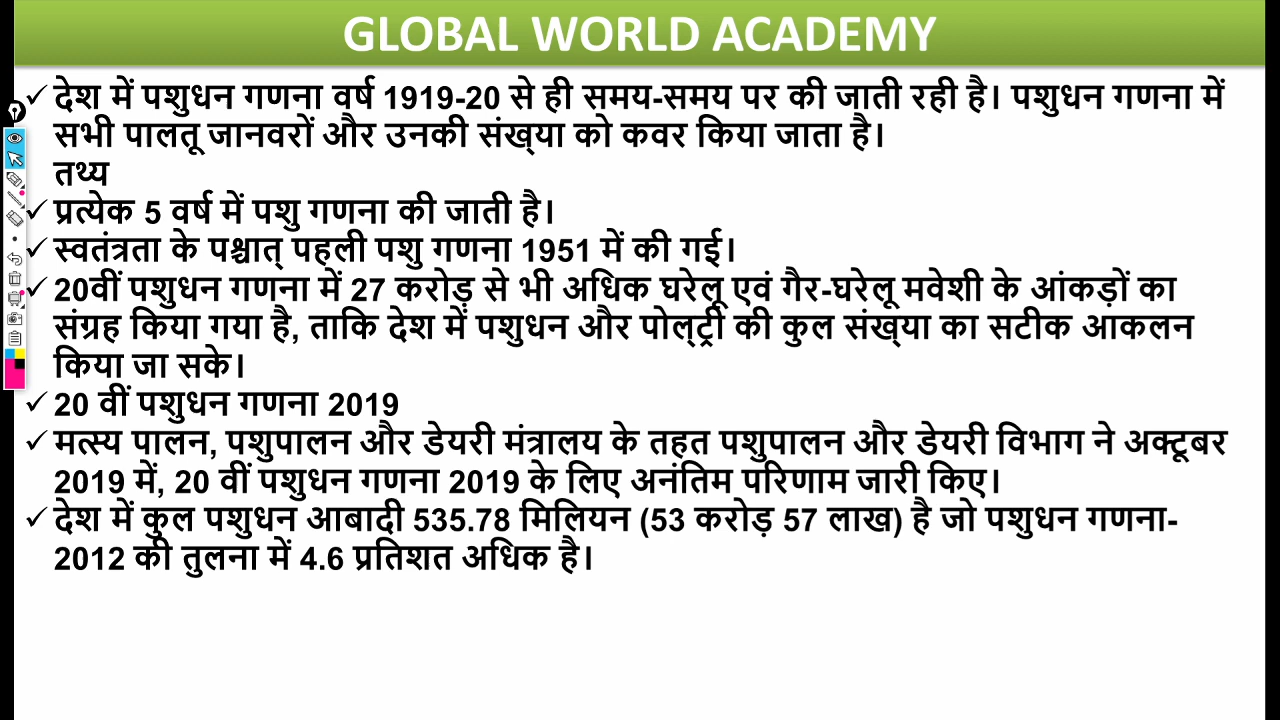 GLOBAL WORLD ACADEMY
✓ देश में पशुधन गणना वर्ष 1919-20 से ही समय-समय पर की जाती रही है। पशुधन गणना में
सभी पालतू जानवरों और उनकी संख्या को कवर किया जाता है।
तथ्य
✓ प्रत्येक 5 वर्ष में पशु गणना की जाती है।
✓ स्वतंत्रता के पश्चात् पहली पशु गणना 1951 में की गई।
✓ 20वीं पशुधन गणना में 27 करोड़ से भी अधिक घरेलू एवं गैर-घरेलू मवेशी के आंकड़ों का
संग्रह किया गया है, ताकि देश में पशुधन और पोल्ट्री की कुल संख्या का सटीक आकलन
किया जा सके।
✓ 20 वीं पशुधन गणना 2019
✓ मत्स्य पालन, पशुपालन और डेयरी मंत्रालय के तहत पशुपालन और डेयरी विभाग ने अक्टूबर
2019 में, 20 वीं पशुधन गणना 2019 के लिए अनंतिम परिणाम जारी किए।
✓ देश में कुल पशुधन आबादी 535.78 मिलियन (53 करोड़ 57 लाख) है जो पशुधन गणना-
2012 की तुलना में 4.6 प्रतिशत अधिक है।